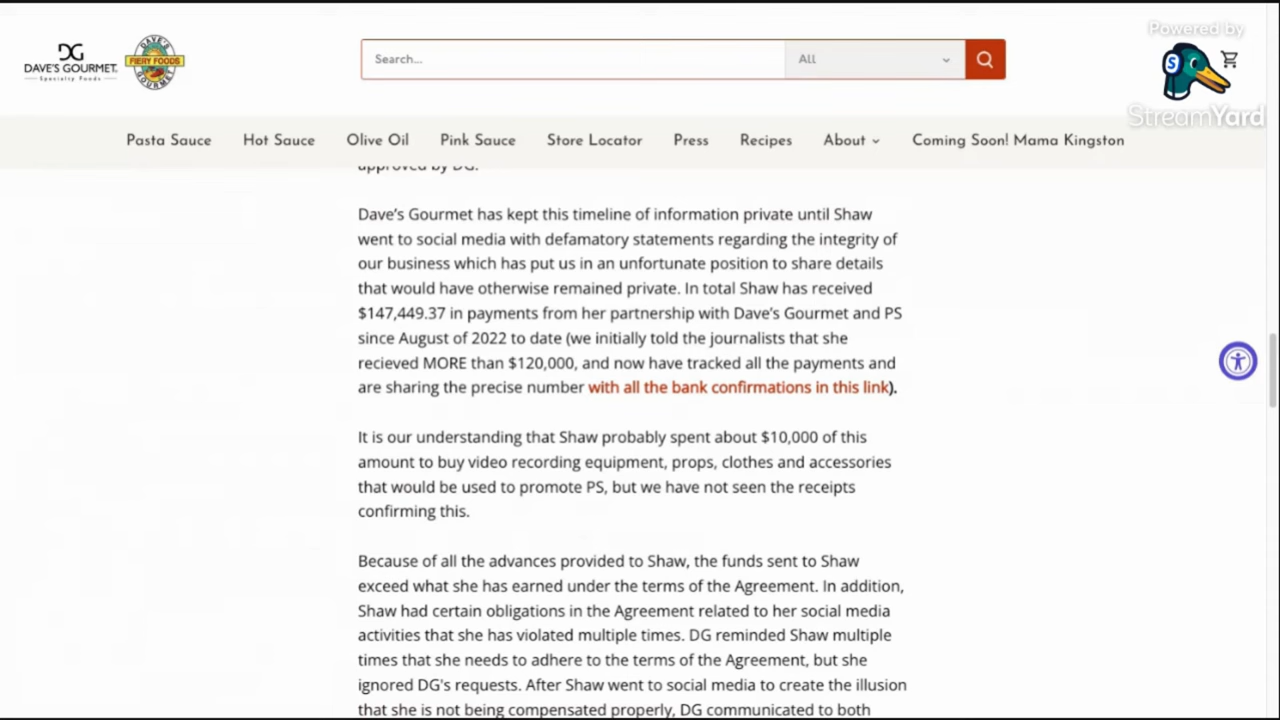 Powered by
DG
DAVE'S GOURMET
Specialty Foods
DAVE'S
FIERY FOODS
GOURMET
Search...
All
S
StreamYard
Pasta Sauce
Hot Sauce
Olive Oil
Pink Sauce
Store Locator
Press
Recipes
About
Coming Soon! Mama Kingston
approved by DG.
Dave's Gourmet has kept this timeline of information private until Shaw
went to social media with defamatory statements regarding the integrity of
our business which has put us in an unfortunate position to share details
that would have otherwise remained private. In total Shaw has received
$147,449.37 in payments from her partnership with Dave's Gourmet and PS
since August of 2022 to date (we initially told the journalists that she
recieved MORE than $120,000, and now have tracked all the payments and
are sharing the precise number with all the bank confirmations in this link).
It is our understanding that Shaw probably spent about $10,000 of this
amount to buy video recording equipment, props, clothes and accessories
that would be used to promote PS, but we have not seen the receipts
confirming this.
Because of all the advances provided to Shaw, the funds sent to Shaw
exceed what she has earned under the terms of the Agreement. In addition,
Shaw had certain obligations in the Agreement related to her social media
activities that she has violated multiple times. DG reminded Shaw multiple
times that she needs to adhere to the terms of the Agreement, but she
ignored DG's requests. After Shaw went to social media to create the illusion
that she is not being compensated properly, DG communicated to both